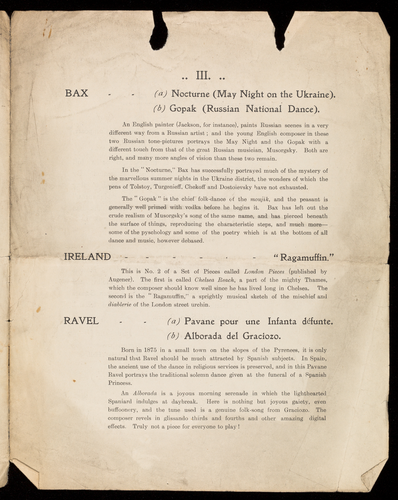 .. III. ..
BAX - - (a) Nocturne (May Night on the Ukraine).
(b) Gopak (Russian National Dance).
An English painter (Jackson, for instance), paints Russian scenes in a very
different way from a Russian artist; and the young English composer in these
two Russian tone-pictures portrays the May Night and the Gopak with a
different touch from that of the great Russian musician, Musorgsky. Both are
right, and many more angles of vision than these two remain.
In the "Nocturne," Bax has successfully portrayed much of the mystery of
the marvellous summer nights in the Ukraine district, the wonders of which the
pens of Tolstoy, Turgenieff, Chekoff and Dostoievsky have not exhausted.
The "Gopak" is the chief folk-dance of the moujik, and the peasant is
generally well primed with vodka before he begins it. Bax has left out the
crude realism of Musorgsky's song of the same name, and has pierced beneath
the surface of things, reproducing the characteristic steps, and much more—
some of the psychology and some of the poetry which is at the bottom of all
dance and music, however debased.
IRELAND - - - - "Ragamuffin."
This is No. 2 of a Set of Pieces called London Pieces (published by
Augener). The first is called Chelsea Reach, a part of the mighty Thames,
which the composer should know well since he has lived long in Chelsea. The
second is the "Ragamuffin," a sprightly musical sketch of the mischief and
diablerie of the London street urchin.
RAVEL - - (a) Pavane pour une Infanta défunte.
(b) Alborada del Graciozo.
Born in 1875 in a small town on the slopes of the Pyrenees, it is only
natural that Ravel should be much attracted by Spanish subjects. In Spain,
the ancient use of the dance in religious services is preserved, and in this Pavane
Ravel portrays the traditional solemn dance given at the funeral of a Spanish
Princess.
An Alborada is a joyous morning serenade in which the lighthearted
Spaniard indulges at daybreak. Here is nothing but joyous gaiety, even
buffoonery, and the tune used is a genuine folk-song from Graciozo. The
composer revels in glissando thirds and fourths and other amazing digital
effects. Truly not a piece for everyone to play!